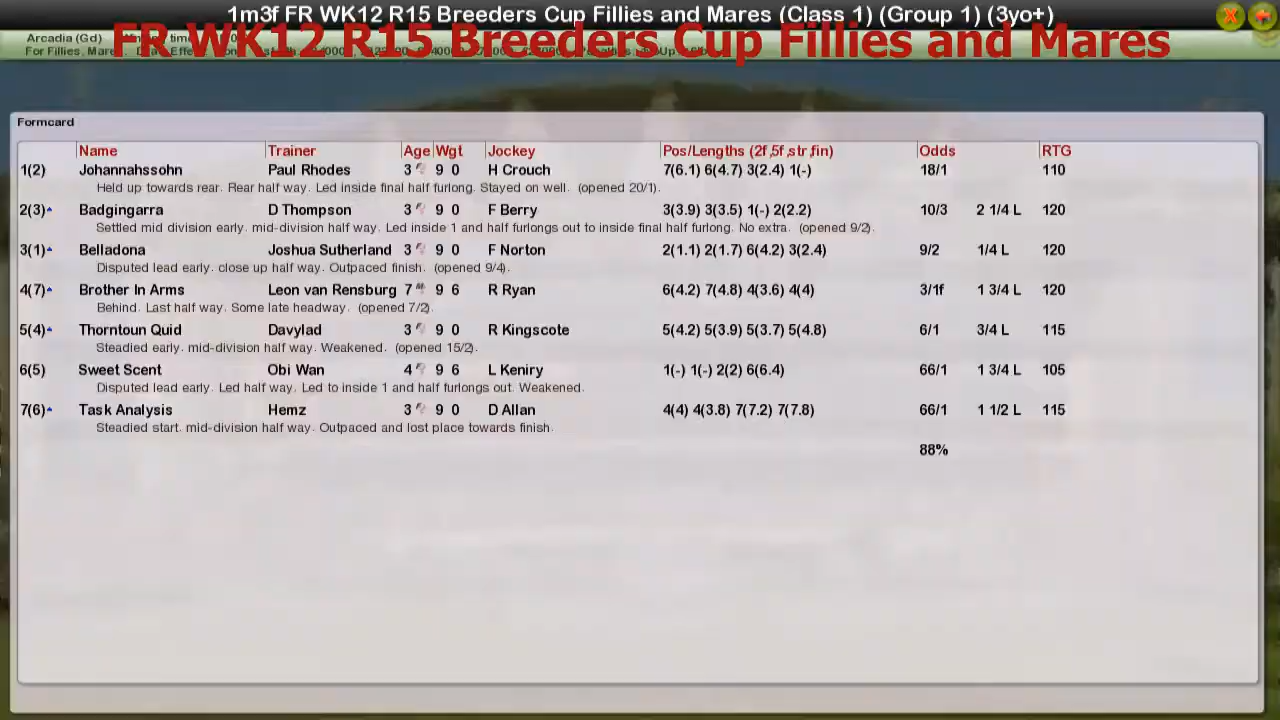 1m3f FR WK12 R15 Breeders Cup Fillies and Mares (Class 1) (Group 1) (3yo+)
FR WK12 R15 Breeders Cup Fillies and Mares
Arcadia (Gd) time
For Fillies, Mare
Formcard
Name Trainer Age Wgt Jockey Pos/Lengths (2f,5f,str,fin) Odds RTG
1(2) Johannahssohn Paul Rhodes 3 9 0 H Crouch 7(6.1) 6(4.7) 3(2.4) 1(-) 18/1 110
Held up towards rear. Rear half way. Led inside final half furlong. Stayed on well. (opened 20/1).
2(3) Badgingarra D Thompson 3 9 0 F Berry 3(3.9) 3(3.5) 1(-) 2(2.2) 10/3 2 1/4 L 120
Settled mid division early. mid-division half way. Led inside 1 and half furlongs out to inside final half furlong. No extra. (opened 9/2).
3(1) Belladona Joshua Sutherland 3 9 0 F Norton 2(1.1) 2(1.7) 6(4.2) 3(2.4) 9/2 1/4 L 120
Disputed lead early. close up half way. Outpaced finish. (opened 9/4).
4(7) Brother In Arms Leon van Rensburg 7 9 6 R Ryan 6(4.2) 7(4.8) 4(3.6) 4(4) 3/1f 1 3/4 L 120
Behind. Last half way. Some late headway. (opened 7/2).
5(4) Thorntoun Quid Davylad 3 9 0 R Kingscote 5(4.2) 5(3.9) 5(3.7) 5(4.8) 6/1 3/4 L 115
Steadied early. mid-division half way. Weakened. (opened 15/2).
6(5) Sweet Scent Obi Wan 4 9 6 L Keniry 1(-) 1(-) 2(2) 6(6.4) 66/1 1 3/4 L 105
Disputed lead early. Led half way. Led to inside 1 and half furlongs out. Weakened.
7(6) Task Analysis Hemz 3 9 0 D Allan 4(4) 4(3.8) 7(7.2) 7(7.8) 66/1 1 1/2 L 115
Steadied start. mid-division half way. Outpaced and lost place towards finish.
88%